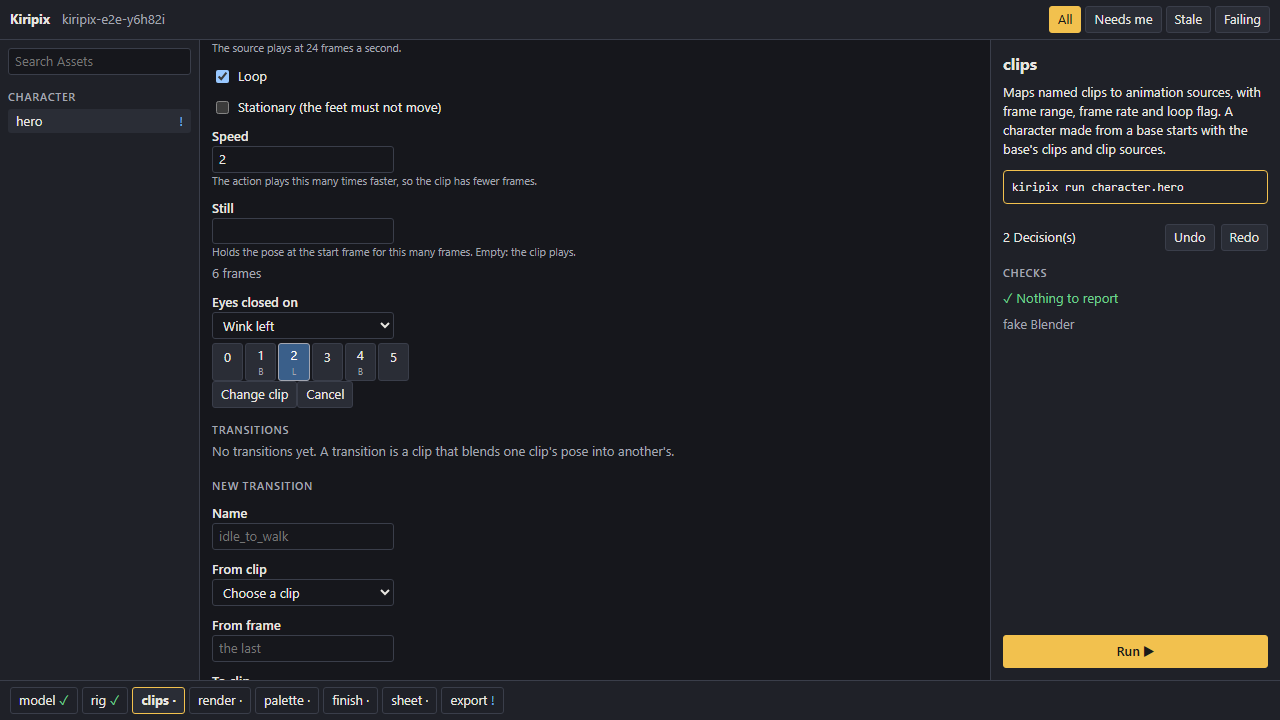 Kiripix kiripix-e2e-y6h82i
All Needs me Stale Failing
Search Assets
CHARACTER
hero !
The source plays at 24 frames a second.
Loop
Stationary (the feet must not move)
Speed
2
The action plays this many times faster, so the clip has fewer frames.
Still
Holds the pose at the start frame for this many frames. Empty: the clip plays.
6 frames
Eyes closed on
Wink left
0 1 2 3 4 5
B L B
Change clip Cancel
TRANSITIONS
No transitions yet. A transition is a clip that blends one clip's pose into another's.
NEW TRANSITION
Name
idle_to_walk
From clip
Choose a clip
From frame
the last
To clip
clips
Maps named clips to animation sources, with
frame range, frame rate and loop flag. A
character made from a base starts with the
base's clips and clip sources.
kiripix run character.hero
2 Decision(s) Undo Redo
CHECKS
✓ Nothing to report
fake Blender
Run ▶
model ✓ rig ✓ clips · render · palette · finish · sheet · export !